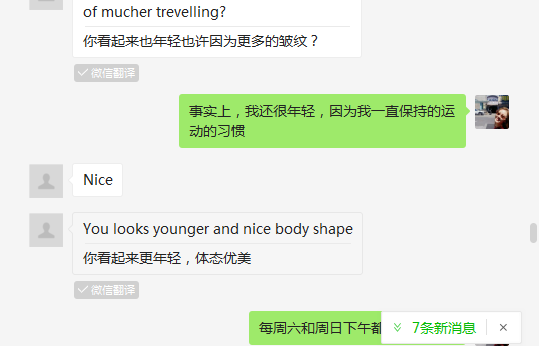 of mucher trevelling?
你看起来也年轻也许因为更多的皱纹？
微信翻译
事实上，我还很年轻，因为我一直保持的运
动的习惯
Nice
You looks younger and nice body shape
你看起来更年轻，体态优美
微信翻译
每周六和周日下午都
7条新消息